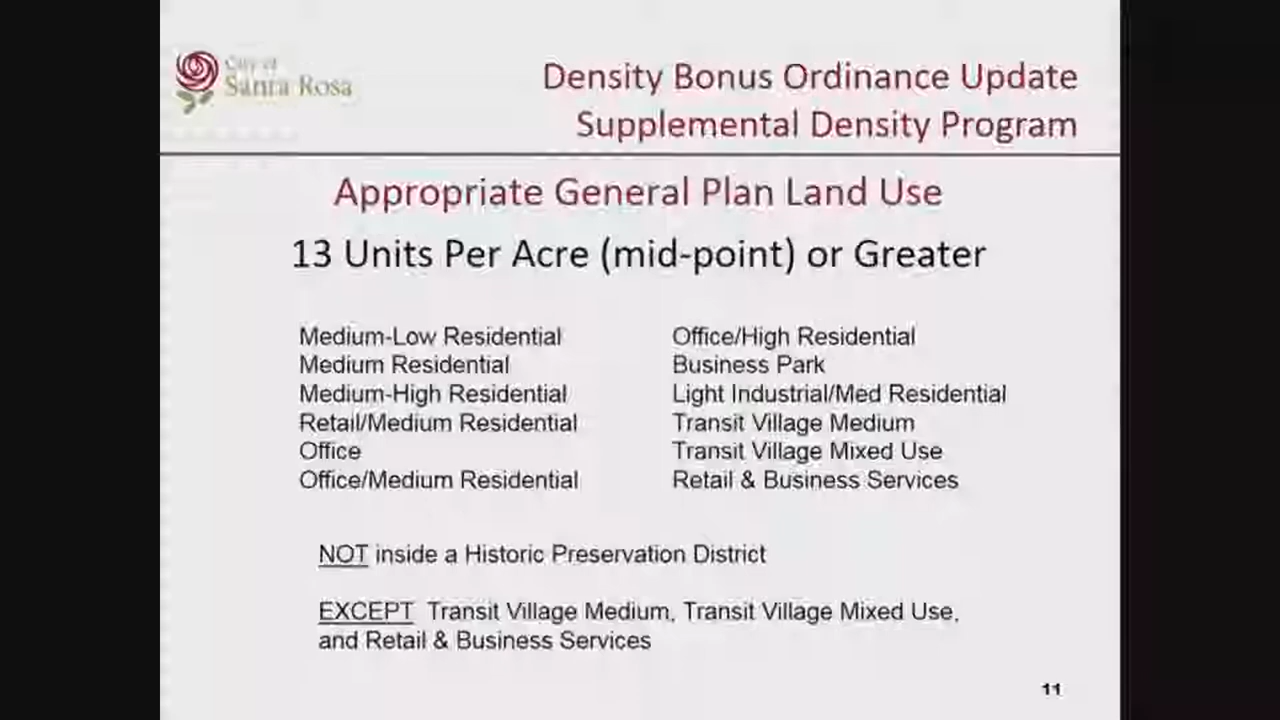 City of
Santa Rosa
Density Bonus Ordinance Update
Supplemental Density Program
Appropriate General Plan Land Use
13 Units Per Acre (mid-point) or Greater
Medium-Low Residential
Medium Residential
Medium-High Residential
Retail/Medium Residential
Office
Office/Medium Residential
Office/High Residential
Business Park
Light Industrial/Med Residential
Transit Village Medium
Transit Village Mixed Use
Retail & Business Services
NOT inside a Historic Preservation District
EXCEPT Transit Village Medium, Transit Village Mixed Use,
and Retail & Business Services
11